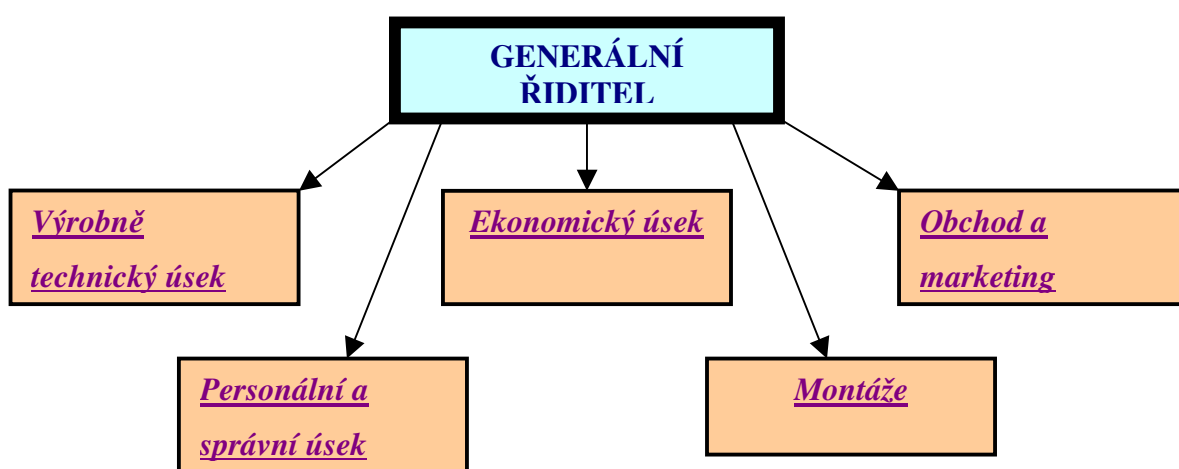 GENERÁLNÍ
ŘIDITEL
Výrobně
technický úsek
Ekonomický úsek
Obchod a
marketing
Personální a
správní úsek
Montáže